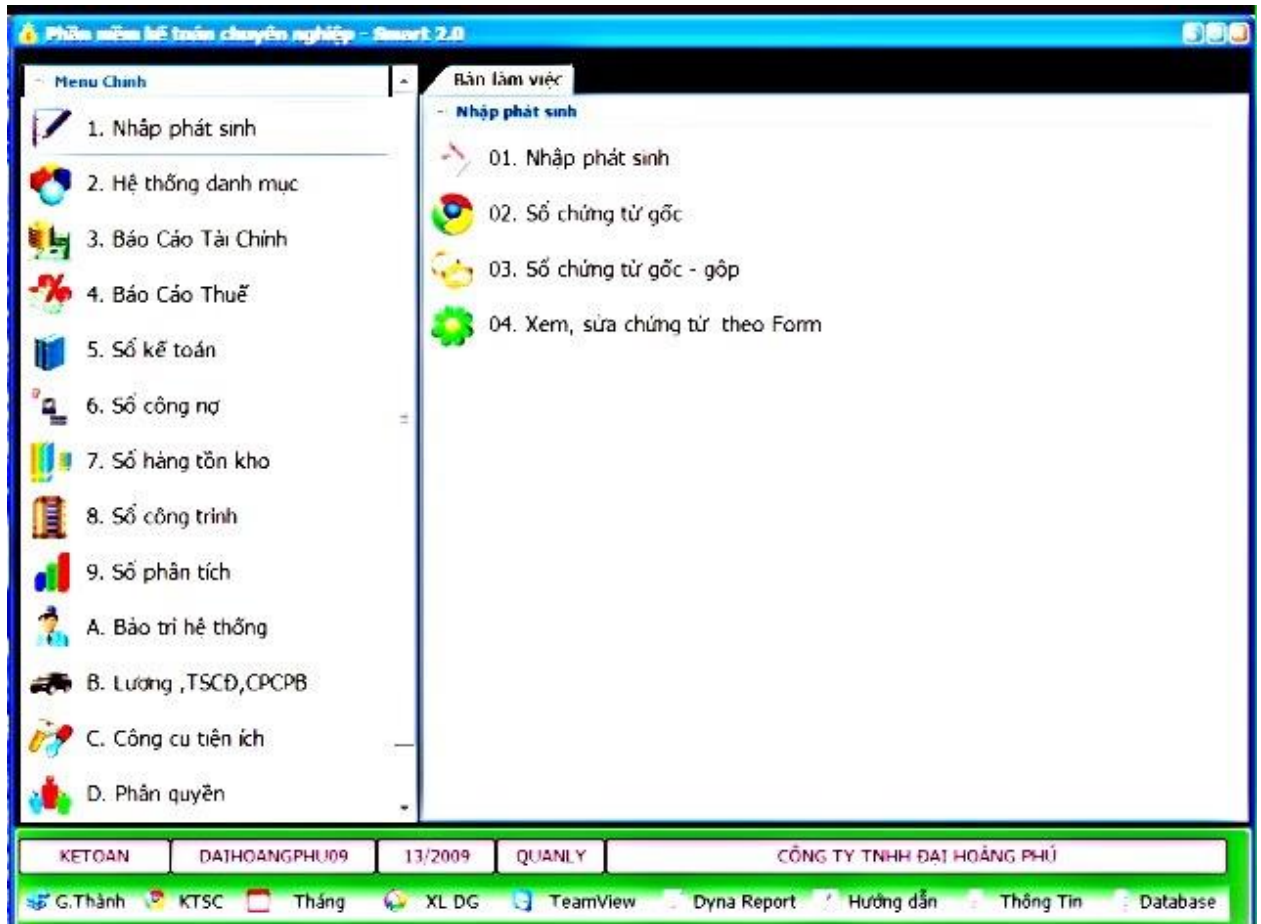 Phần mềm kế toán chuyên nghiệp - Smart 2.0
Menu Chính
1. Nhập phát sinh
2. Hệ thống danh mục
3. Báo Cáo Tài Chính
4. Báo Cáo Thuế
5. Sổ kế toán
6. Sổ công nợ
7. Sổ hàng tồn kho
8. Sổ công trình
9. Sổ phân tích
A. Bảo trì hệ thống
B. Lương ,TSCĐ,CPCPB
C. Công cụ tiện ích
D. Phân quyền
Bàn làm việc
Nhập phát sinh
01. Nhập phát sinh
02. Sổ chứng từ gốc
03. Sổ chứng từ gốc - gộp
04. Xem, sửa chứng từ theo Form
KETOAN DAIHOANGPHU09 13/2009 QUANLY CÔNG TY TNHH ĐẠI HOÀNG PHÚ
G.Thành KTSC Tháng XL DG TeamView Dyna Report Hướng dẫn Thông Tin Database